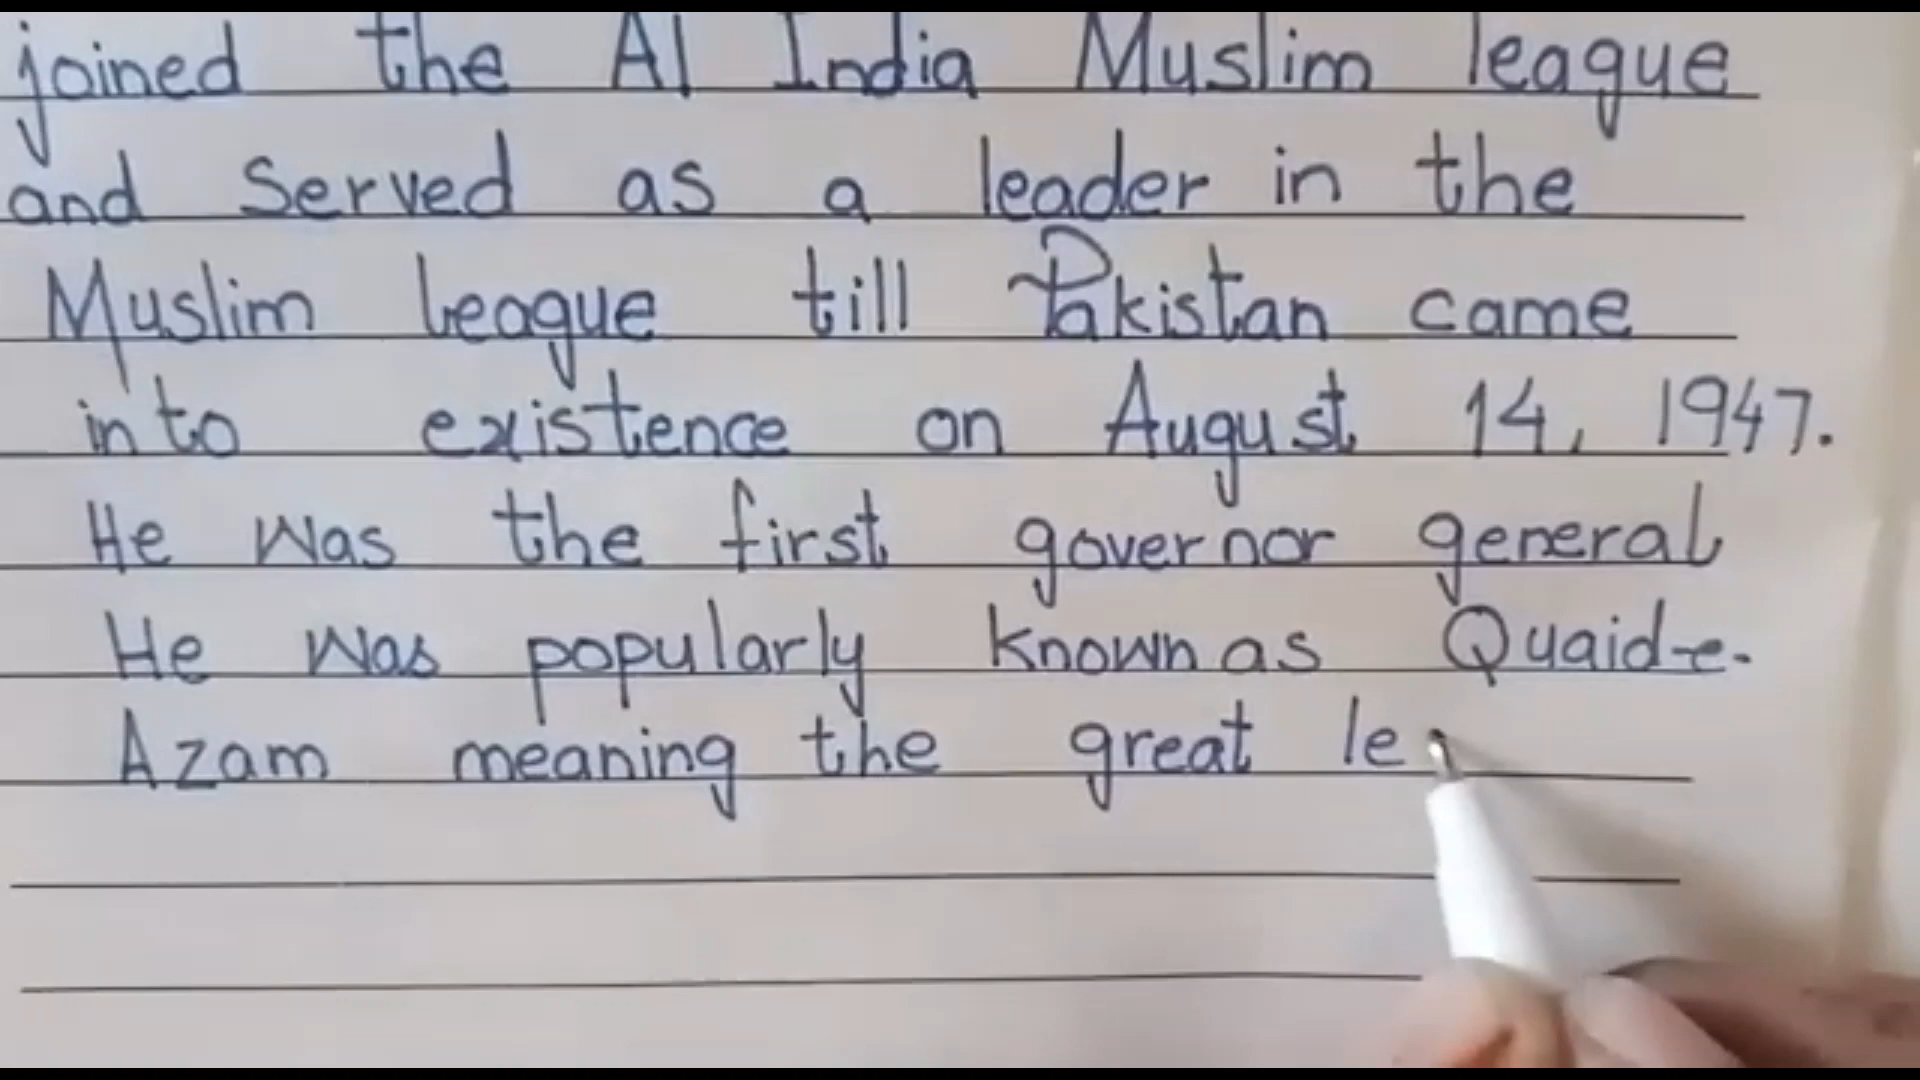 joined the Al India Muslim league
and Served as a leader in the
Muslim league till Pakistan came
into existence on August 14, 1947.
He was the first governor general
He was popularly known as Quaid-e-
Azam meaning the great le